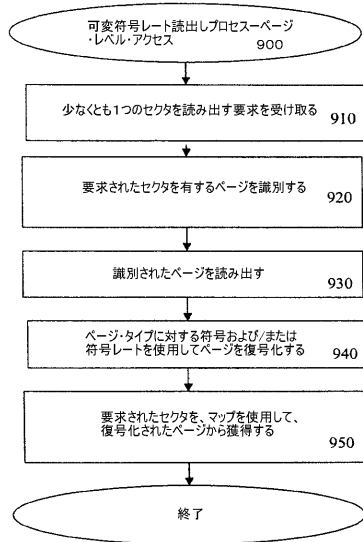 可変符号レート読出しプロセスーページ
・レベル・アクセス 900
少なくとも1つのセクタを読み出す要求を受け取る
910
要求されたセクタを有するページを識別する
920
識別されたページを読み出す
930
ページ・タイプに対する符号および/または
符号レートを使用してページを復号化する
940
要求されたセクタを、マップを使用して、
復号化されたページから獲得する
950
終了